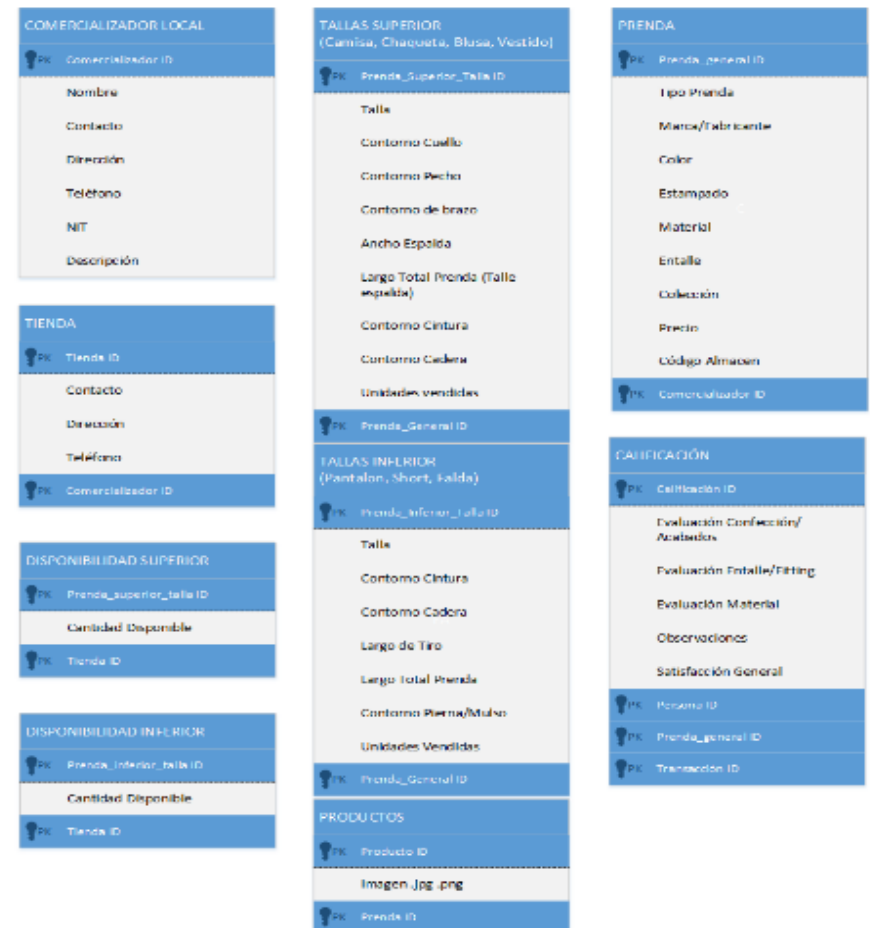 COMERCIALIZADOR LOCAL
PK Comercializador ID
Nombre
Contacto
Dirección
Teléfono
NIT
Descripción
TIENDA
PK Tienda ID
Contacto
Dirección
Teléfono
PK Comercializador ID
DISPONIBILIDAD SUPERIOR
PK Prenda_superior_talla ID
Cantidad Disponible
PK Tienda ID
DISPONIBILIDAD INFERIOR
PK Prenda_inferior_talla ID
Cantidad Disponible
PK Tienda ID
TALLAS SUPERIOR
(Camisa, Chaqueta, Blusa, Vestido)
PK Prenda_Superior_Talla ID
Talla
Contorno Cuello
Contorno Pecho
Contorno de brazo
Ancho Espalda
Largo Total Prenda (Talle
espalda)
Contorno Cintura
Contorno Cadera
Unidades vendidas
PK Prenda_General ID
TALLAS INFERIOR
(Pantalon, Short, Falda)
PK Prenda_Inferior_Talla ID
Talla
Contorno Cintura
Contorno Cadera
Largo de Tiro
Largo Total Prenda
Contorno Pierna/Mulso
Unidades Vendidas
PK Prenda_General ID
PRODUCTOS
PK Producto ID
Imagen .jpg .png
PK Prenda ID
PRENDA
PK Prenda_general ID
Tipo Prenda
Marca/Fabricante
Color
Estampado
Material
Entalle
Colección
Precio
Código Almacen
PK Comercializador ID
CALIFICACIÓN
PK Calificación ID
Evaluación Confección/
Acabados
Evaluación Entalle/Fitting
Evaluación Material
Observaciones
Satisfacción General
PK Persona ID
PK Prenda_general ID
PK Transacción ID